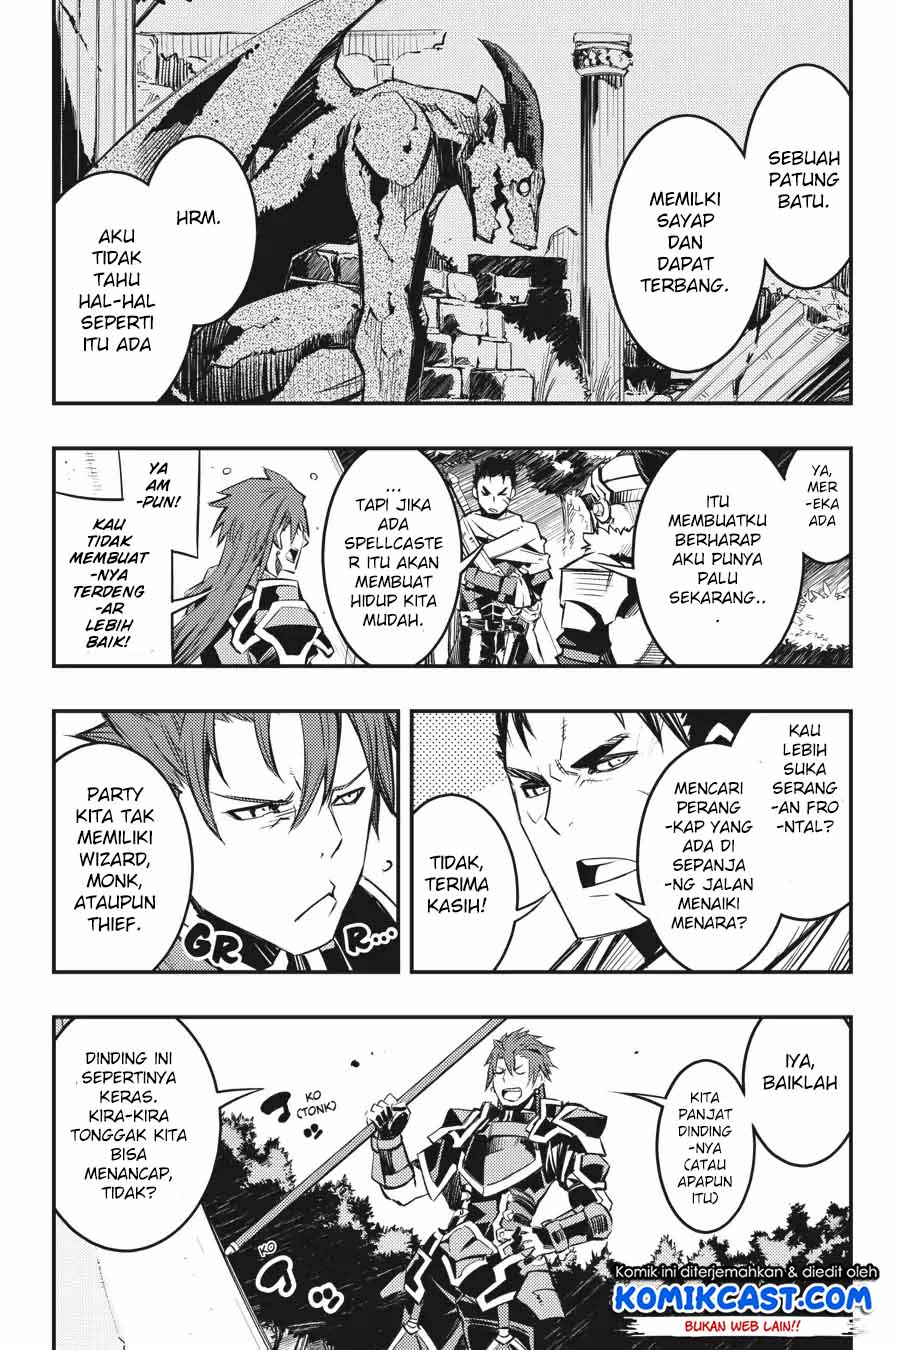 SEBUAH
PATUNG
BATU.
MEMILKI
SAYAP
DAN
DAPAT
TERBANG.
HRM.
AKU
TIDAK
TAHU
HAL-HAL
SEPERTI
ITU ADA
YA,
MER
-EKA
ADA
ITU
MEMBUATKU
BERHARAP
AKU PUNYA
PALU
SEKARANG..
.
...
TAPI JIKA
ADA
SPELLCASTE
R ITU AKAN
MEMBUAT
HIDUP KITA
MUDAH.
YA
AM
-PUN!
KAU
TIDAK
MEMBUAT
-NYA
TERDENG
-AR
LEBIH
BAIK!
KAU
LEBIH
SUKA
SERANG
-AN FRO
-NTAL?
MENCARI
PERANG
-KAP YANG
ADA DI
SEPANJA
-NG JALAN
MENAIKI
MENARA?
TIDAK,
TERIMA
KASIH!
PARTY
KITA TAK
MEMILIKI
WIZARD,
MONK,
ATAUPUN
THIEF.
GR
R...
IYA,
BAIKLAH
KITA
PANJAT
DINDING
-NYA
(ATAU
APAPUN
ITU)
KO
(TONK)
KO
DINDING INI
SEPERTINYA
KERAS.
KIRA-KIRA
TONGGAK KITA
BISA
MENANCAP,
TIDAK?
Komik ini diterjemahkan & diedit oleh
KOMIKCAST.COM
BUKAN WEB LAIN!!